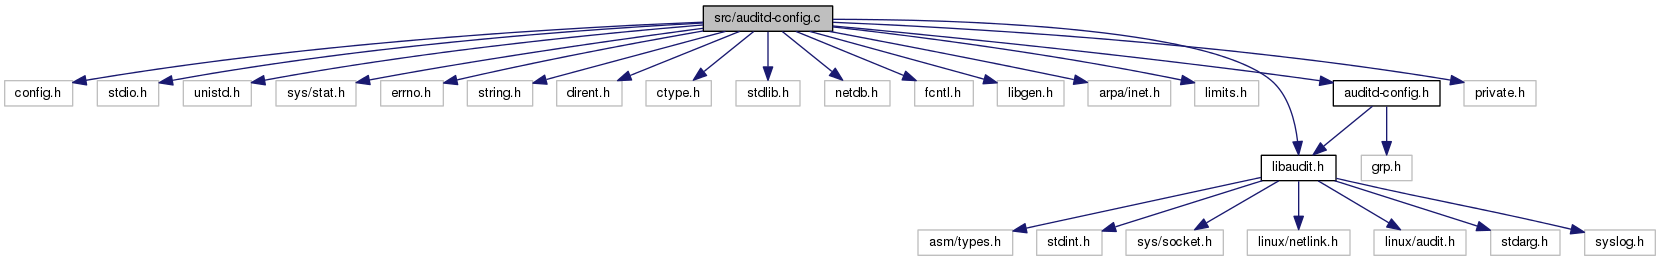 src/auditd-config.c
config.h
stdio.h
unistd.h
sys/stat.h
errno.h
string.h
dirent.h
ctype.h
stdlib.h
netdb.h
fcntl.h
libgen.h
arpa/inet.h
limits.h
auditd-config.h
private.h
libaudit.h
grp.h
asm/types.h
stdint.h
sys/socket.h
linux/netlink.h
linux/audit.h
stdarg.h
syslog.h